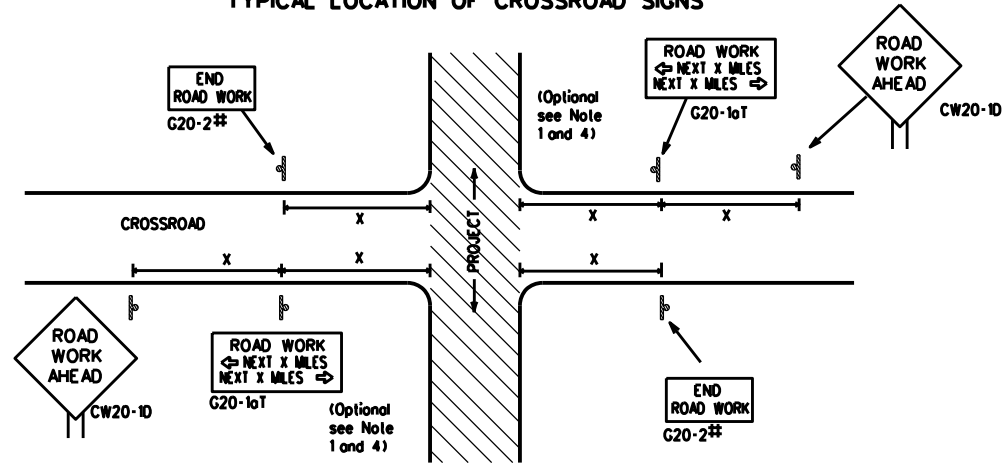 TYPICAL LOCATION OF CROSSROAD SIGNS
END
ROAD WORK
G20-2#
(Optional
see Note
1 and 4)
ROAD WORK
⇦ NEXT X MILES
NEXT X MILES ⇨
G20-1aT
ROAD
WORK
AHEAD
CW20-1D
X
X
X
CROSSROAD
PROJECT
X
X
X
ROAD
WORK
AHEAD
CW20-1D
ROAD WORK
⇦ NEXT X MILES
NEXT X MILES ⇨
G20-1aT
(Optional
see Note
1 and 4)
END
ROAD WORK
G20-2#